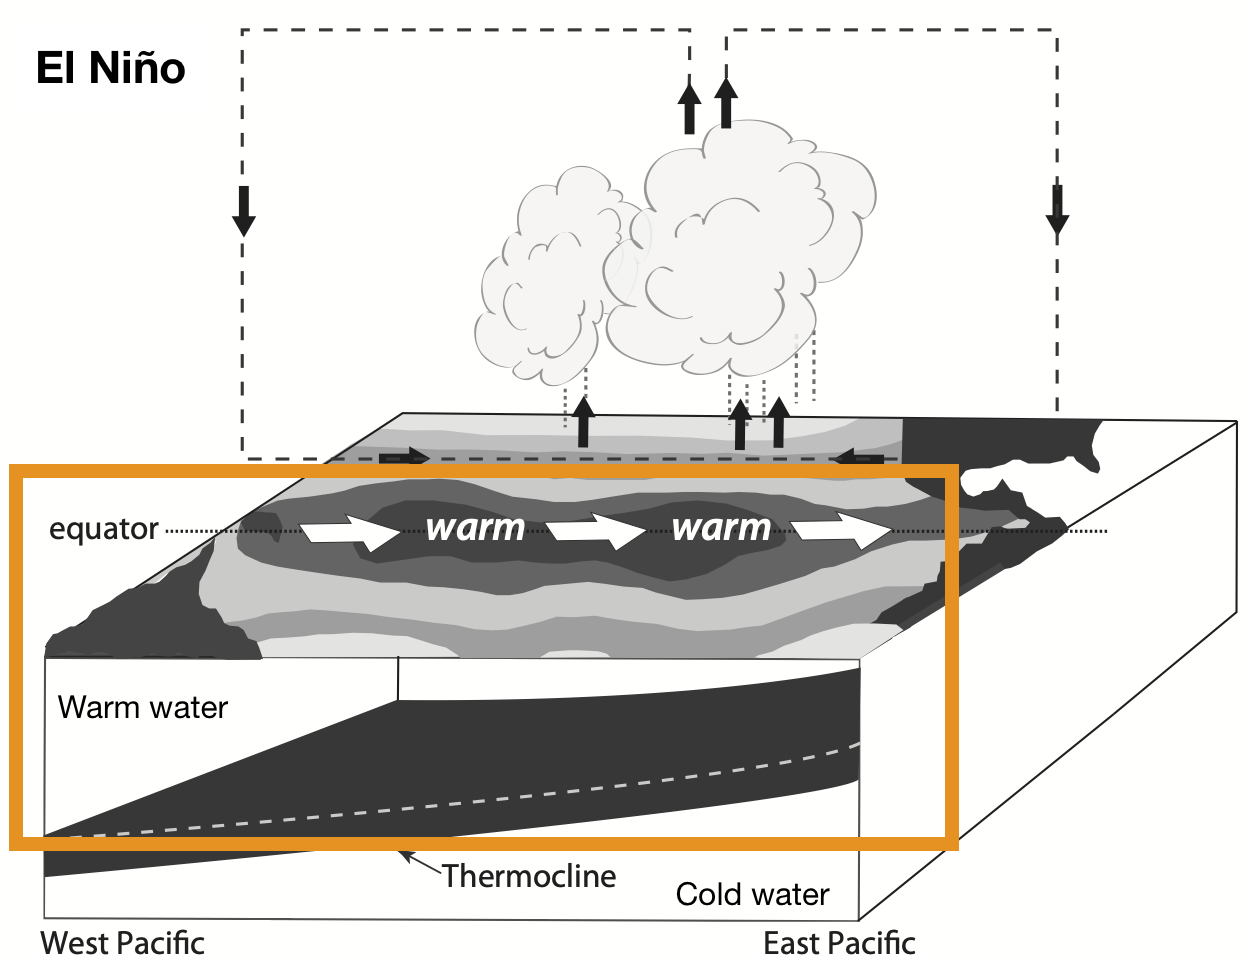 El Niño
equator
warm
warm
Warm water
Thermocline
Cold water
West Pacific
East Pacific